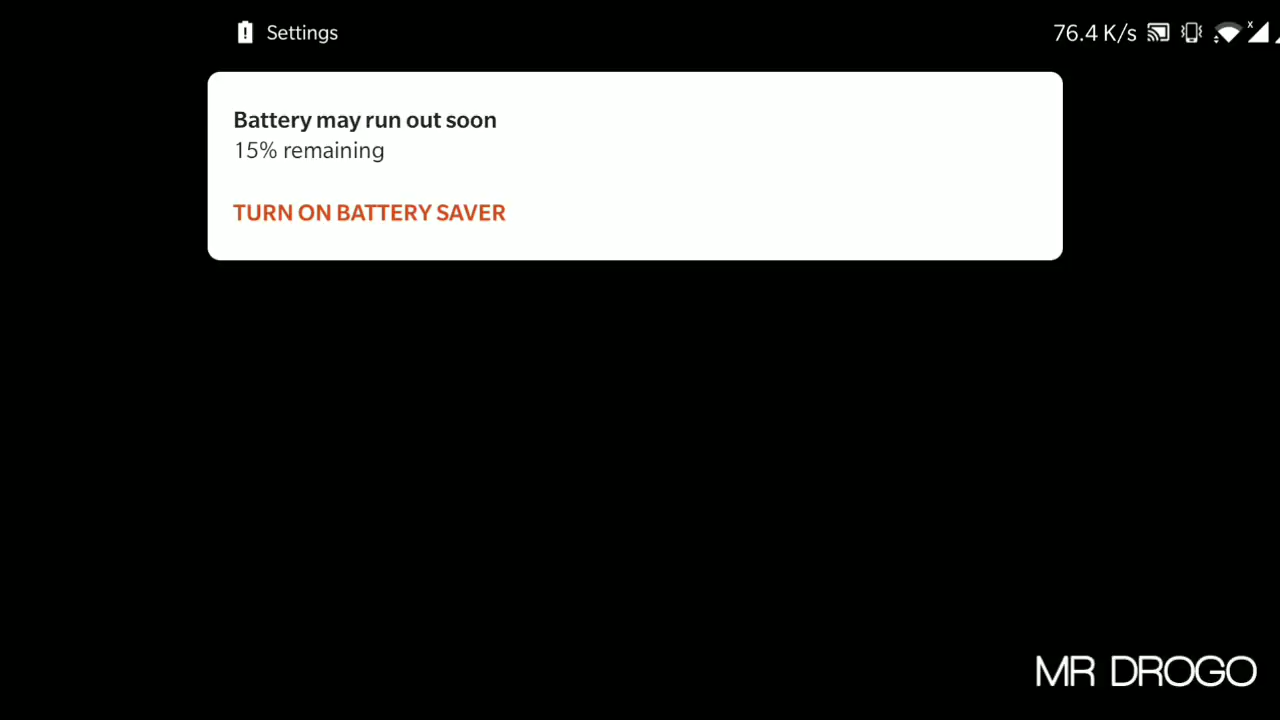 Settings
76.4 K/s
x
Battery may run out soon
15% remaining
TURN ON BATTERY SAVER
MR DROGO